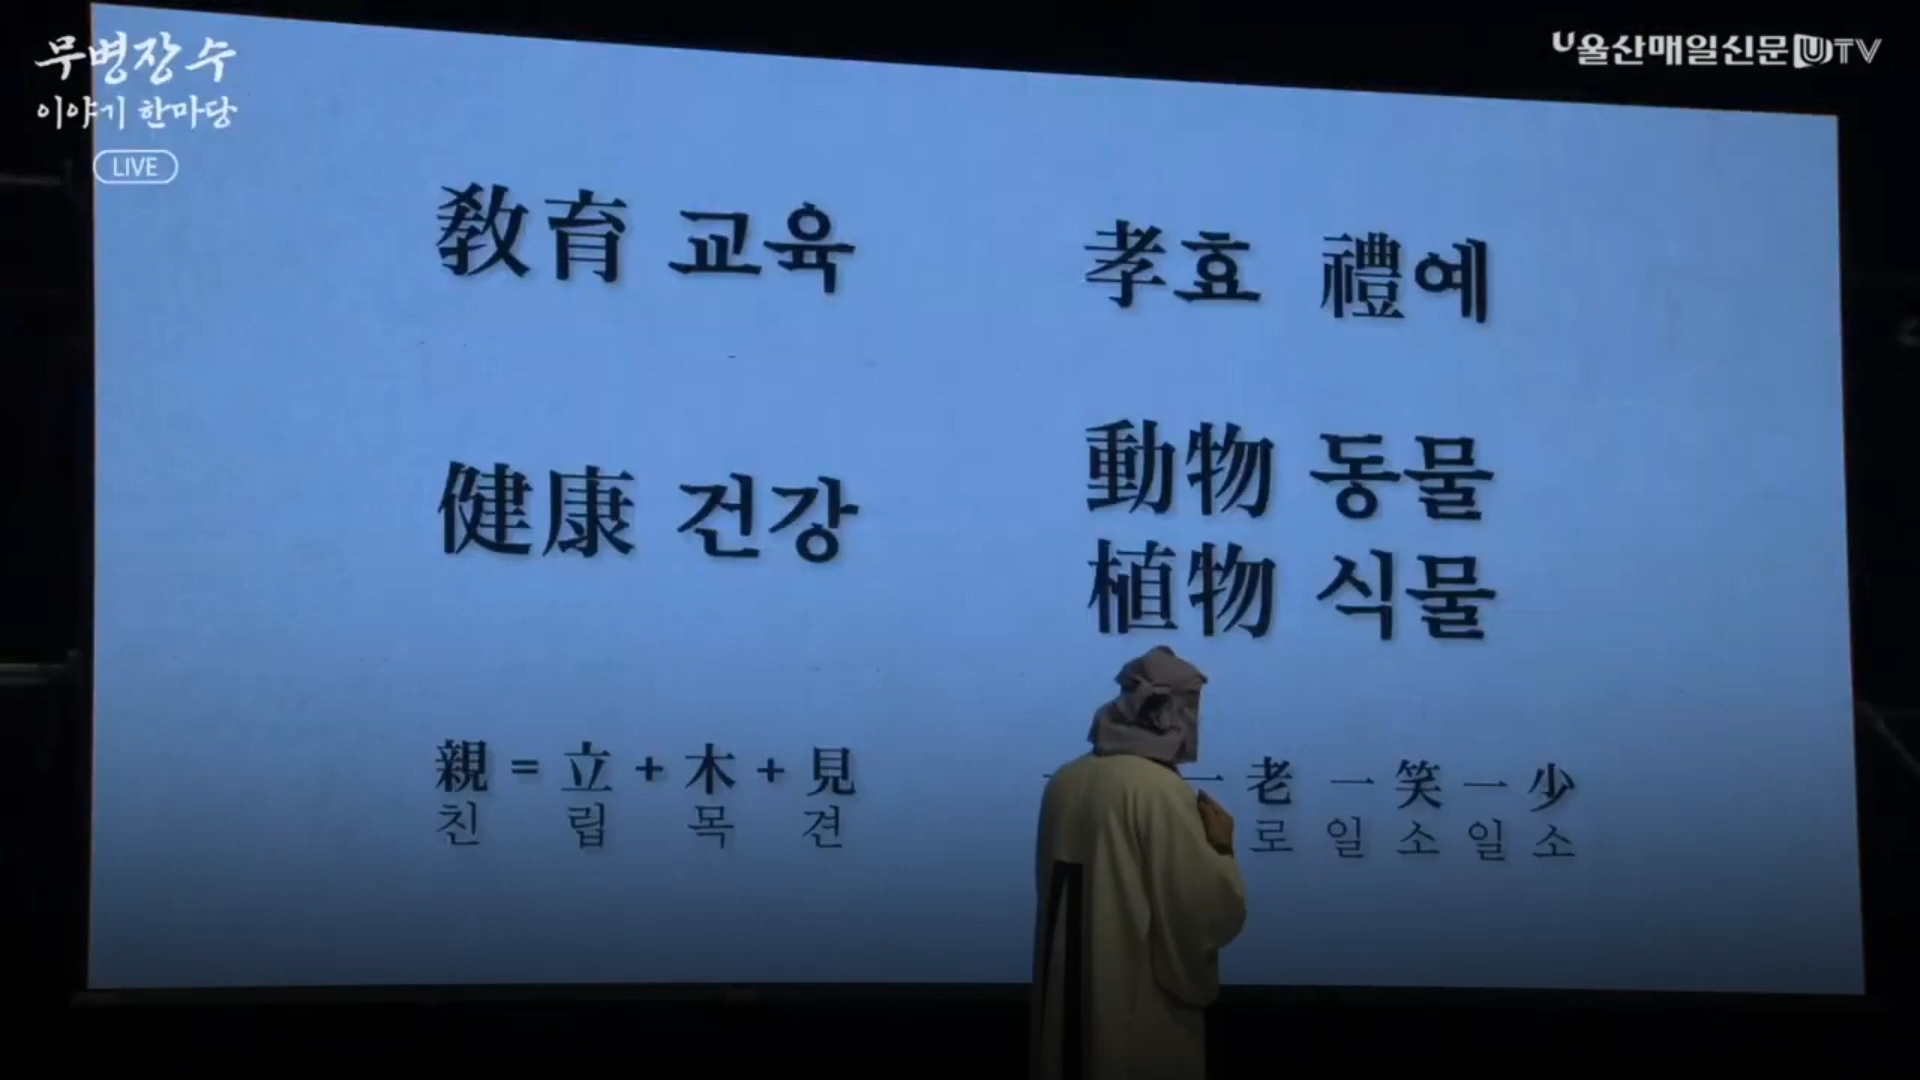 무병장수
이야기 한마당
LIVE
울산매일신문 UTV
敎育 교육
孝효 禮예
健康 건강
動物 동물
植物 식물
親 = 立 + 木 + 見
친 립 목 견
一 老 一 笑 一 少
로 일 소 일 소